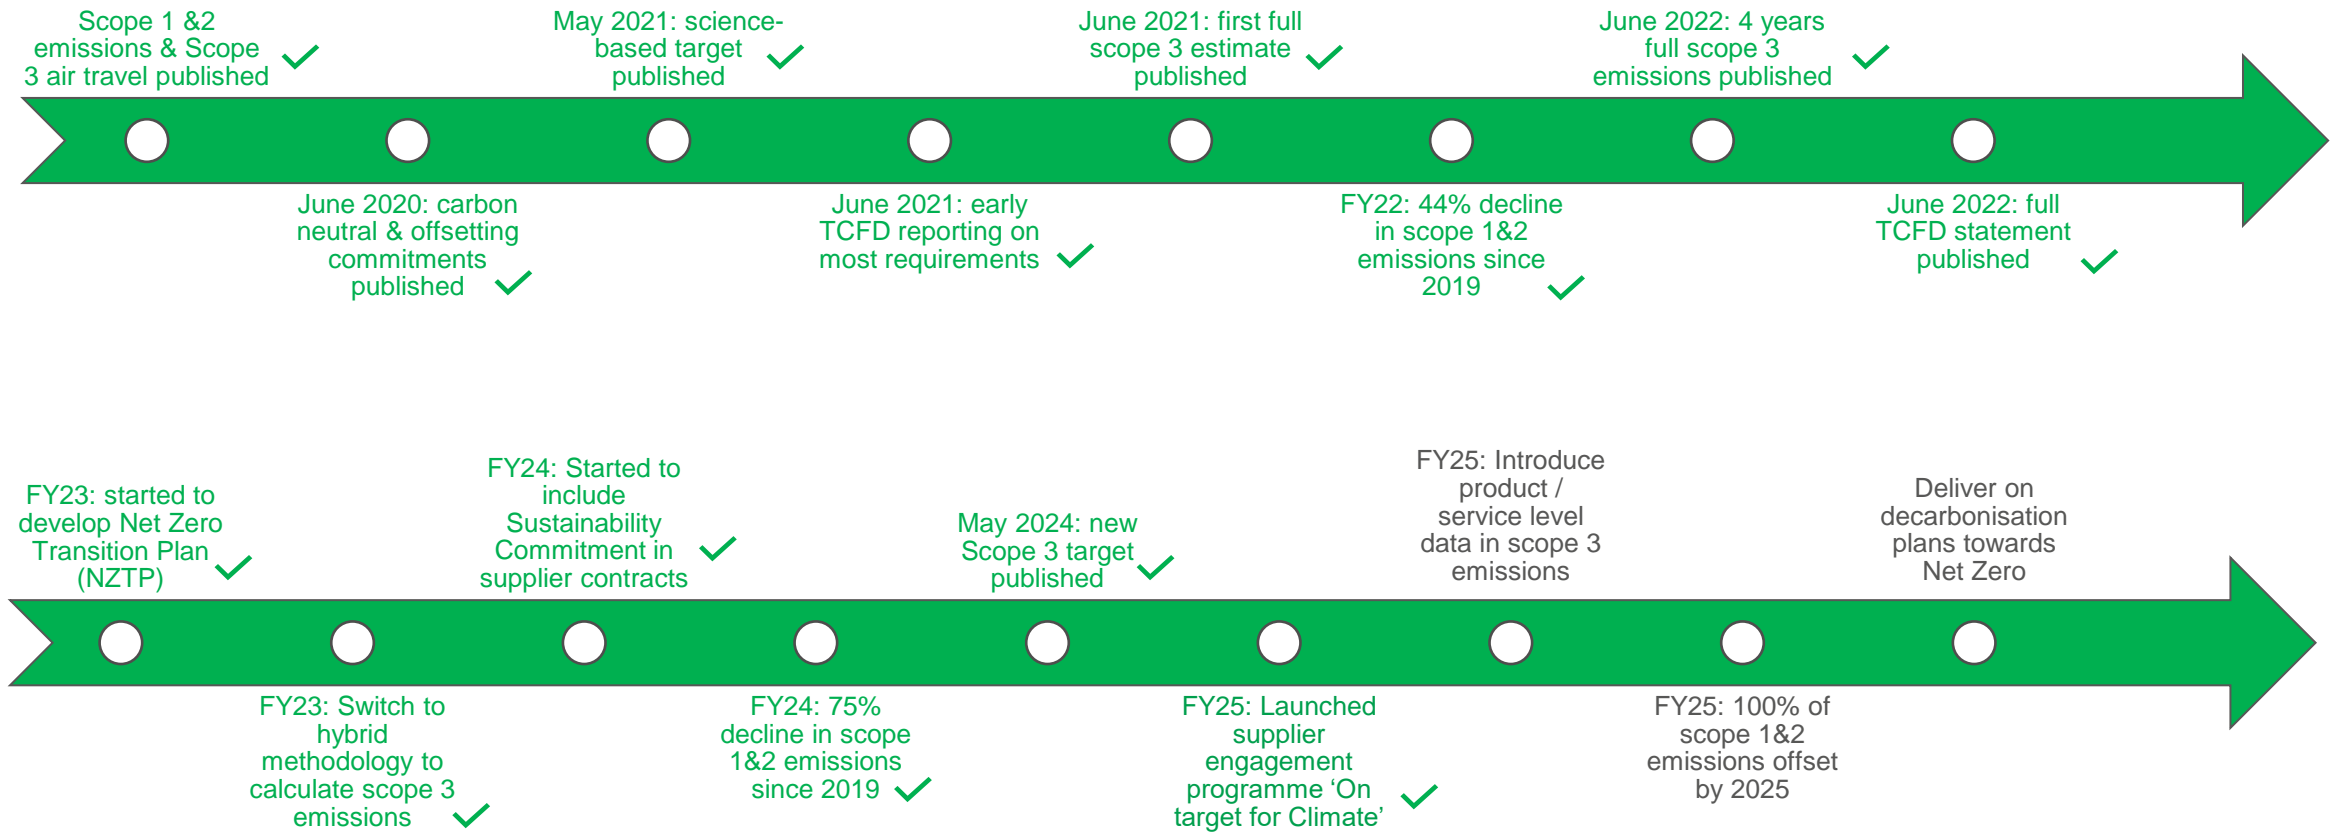 Scope 1 &2
emissions & Scope
3 air travel published
June 2020: carbon
neutral & offsetting
commitments
published
May 2021: science-
based target
published
June 2021: early
TCFD reporting on
most requirements
June 2021: first full
scope 3 estimate
published
FY22: 44% decline
in scope 1&2
emissions since
2019
June 2022: 4 years
full scope 3
emissions published
June 2022: full
TCFD statement
published
FY23: started to
develop Net Zero
Transition Plan
(NZTP)
FY23: Switch to
hybrid
methodology to
calculate scope 3
emissions
FY24: Started to
include
Sustainability
Commitment in
supplier contracts
FY24: 75%
decline in scope
1&2 emissions
since 2019
May 2024: new
Scope 3 target
published
FY25: Launched
supplier
engagement
programme ‘On
target for Climate’
FY25: Introduce
product /
service level
data in scope 3
emissions
FY25: 100% of
scope 1&2
emissions offset
by 2025
Deliver on
decarbonisation
plans towards
Net Zero